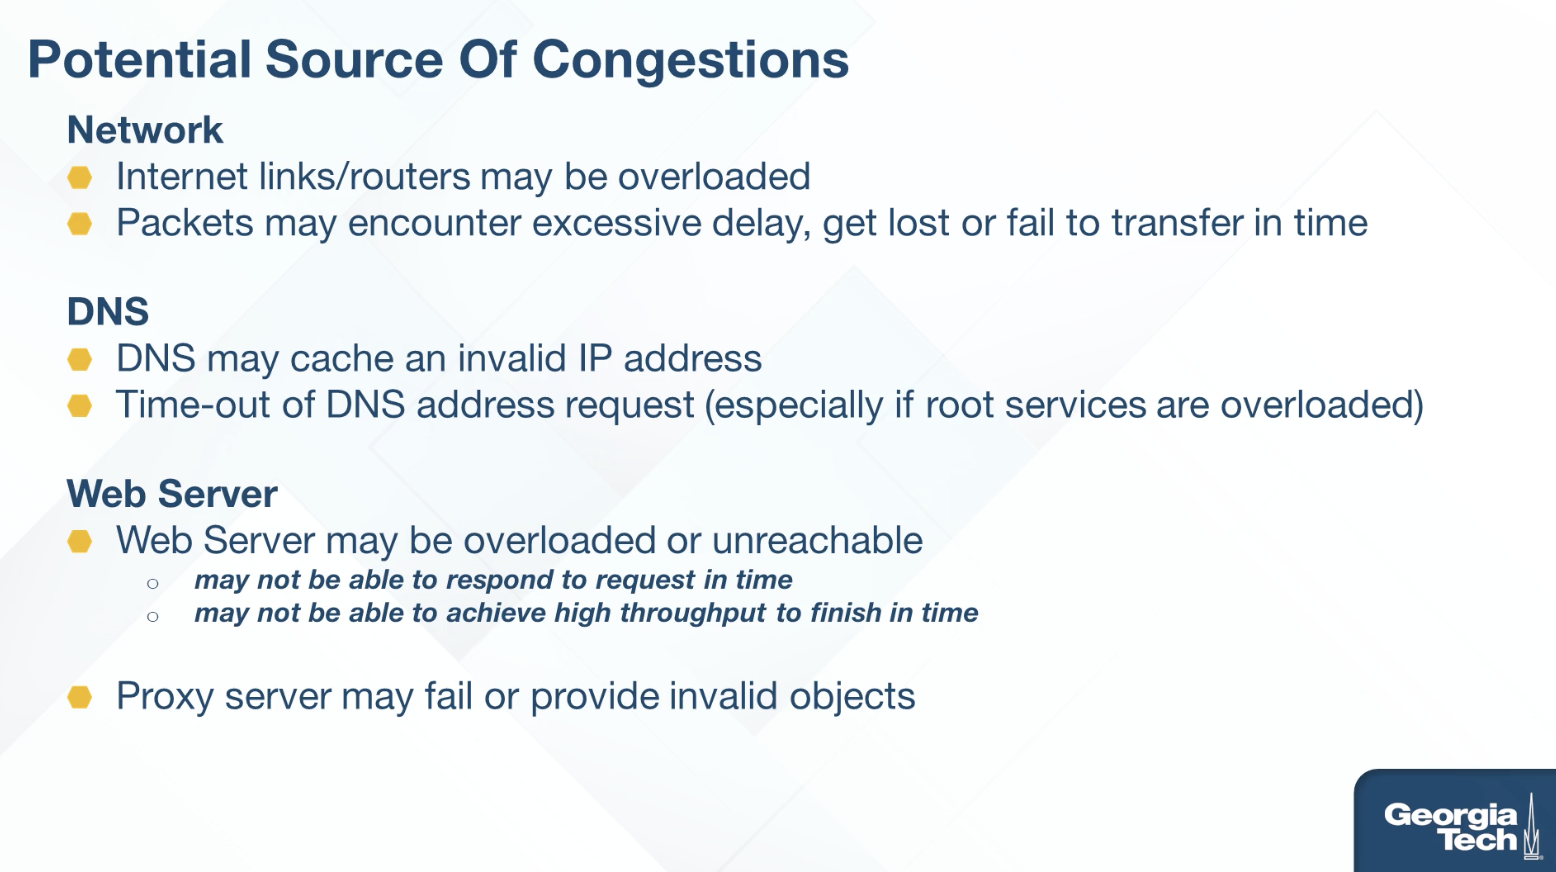 Potential Source Of Congestions
Network
Internet links/routers may be overloaded
Packets may encounter excessive delay, get lost or fail to transfer in time
DNS
DNS may cache an invalid IP address
Time-out of DNS address request (especially if root services are overloaded)
Web Server
Web Server may be overloaded or unreachable
may not be able to respond to request in time
may not be able to achieve high throughput to finish in time
Proxy server may fail or provide invalid objects
Georgia
Tech